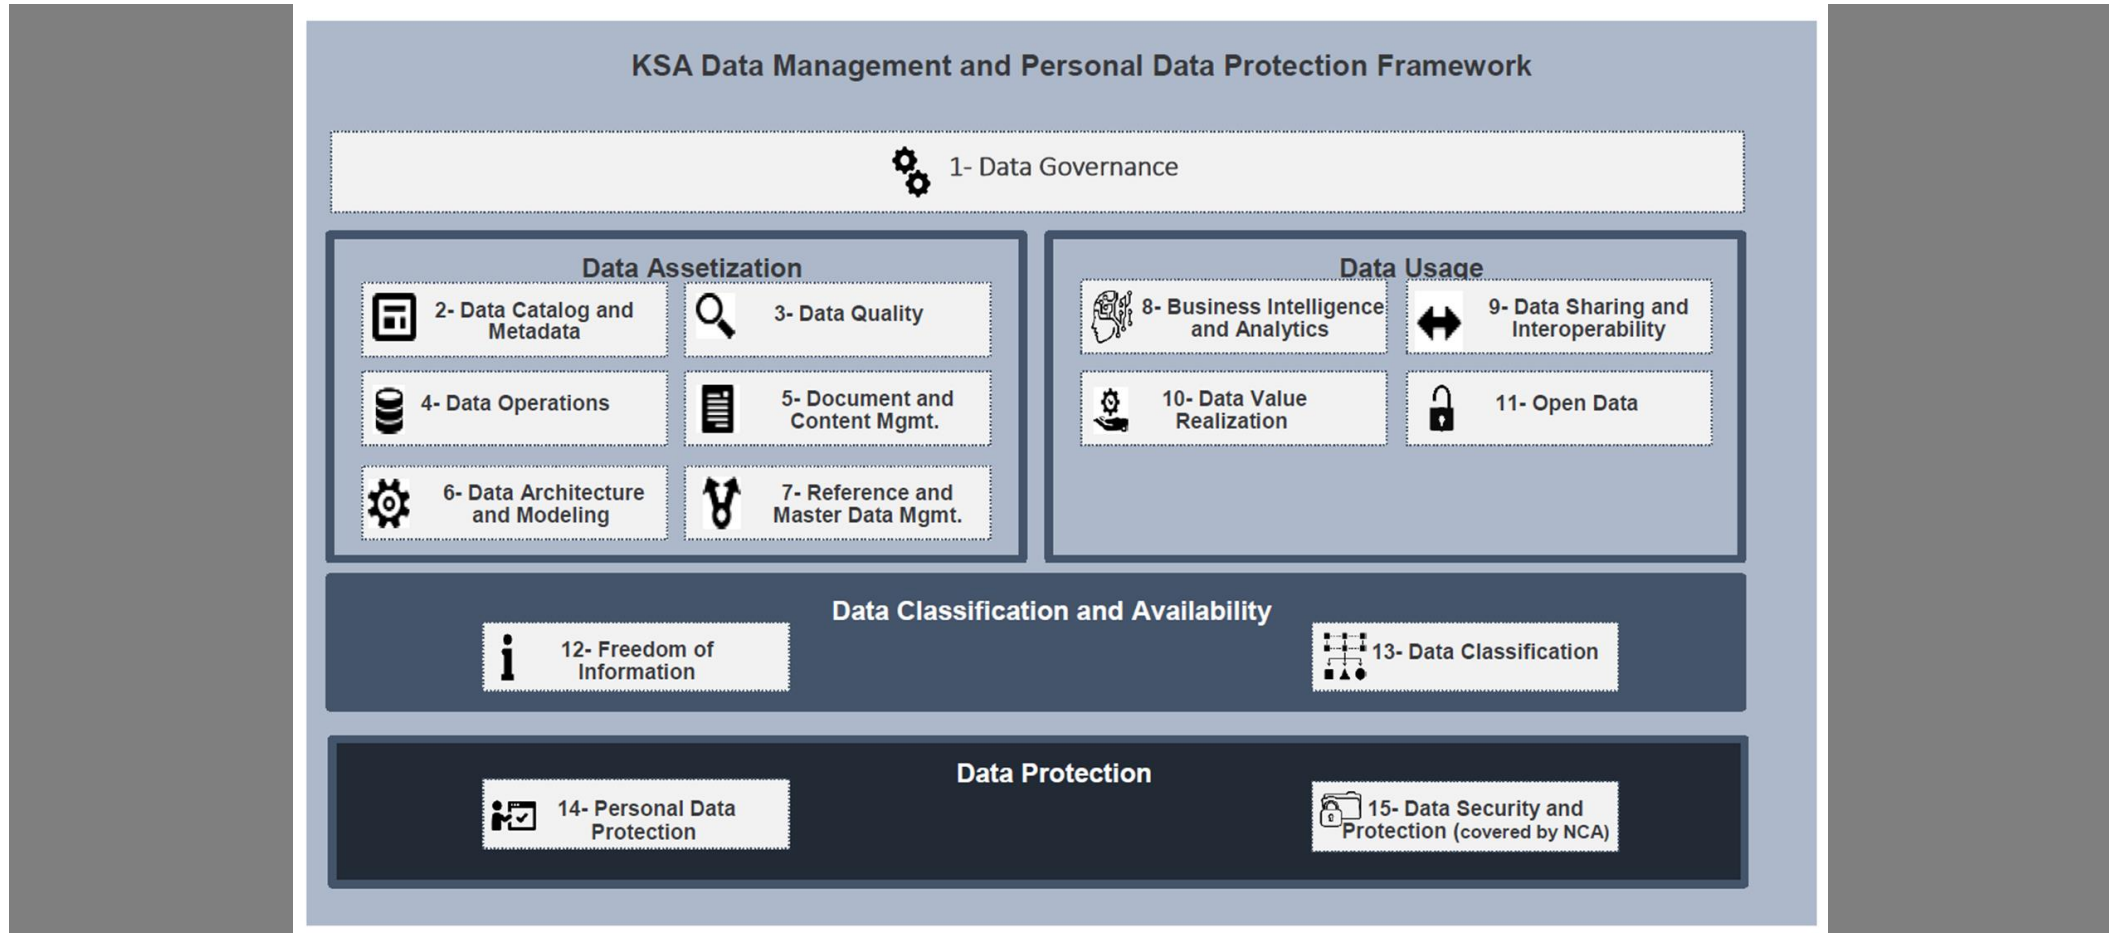 KSA Data Management and Personal Data Protection Framework
1- Data Governance
Data Assetization
2- Data Catalog and
Metadata
3- Data Quality
4- Data Operations
5- Document and
Content Mgmt.
6- Data Architecture
and Modeling
7- Reference and
Master Data Mgmt.
Data Usage
8- Business Intelligence
and Analytics
9- Data Sharing and
Interoperability
10- Data Value
Realization
11- Open Data
Data Classification and Availability
12- Freedom of
Information
13- Data Classification
Data Protection
14- Personal Data
Protection
15- Data Security and
Protection (covered by NCA)